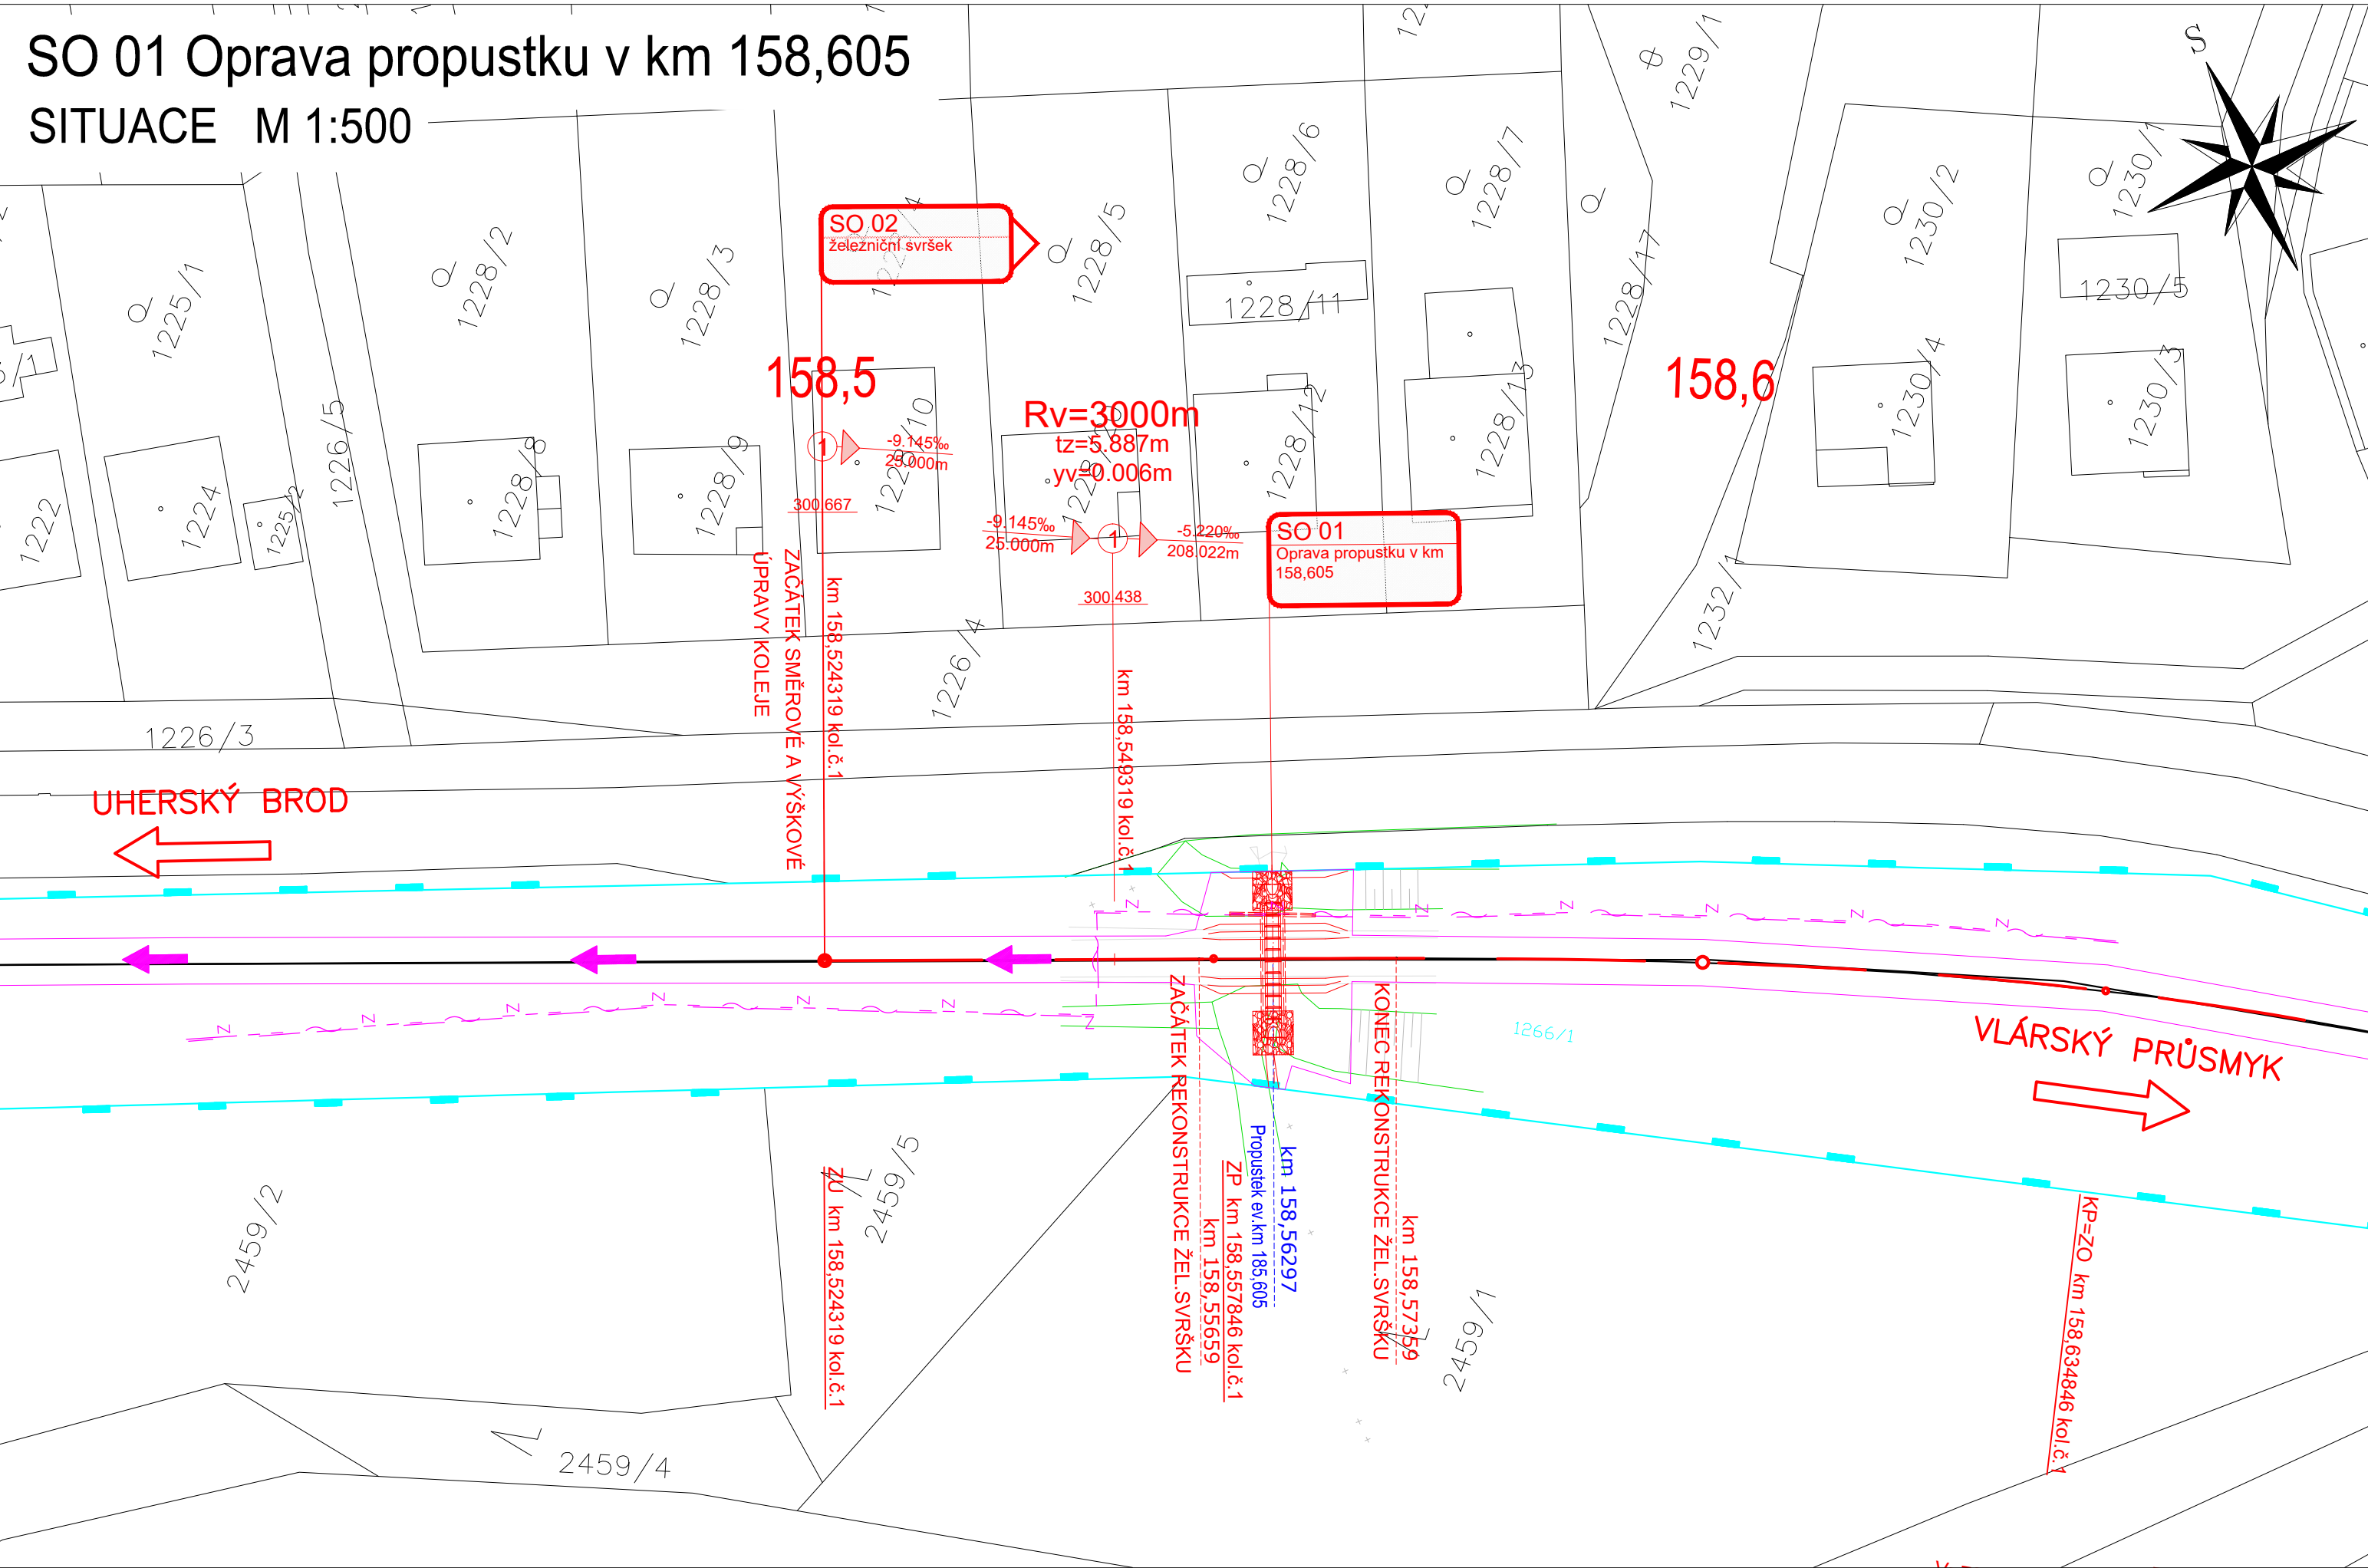 SO 01 Oprava propustku v km 158,605
SITUACE M 1:500
S
1229/1
1228/6
1228/7
1230/1
1230/2
1228/5
1228/2
1228/3
1225/1
SO 02
železniční svršek
1228/17
1228/11
1230/5
158,5
158,6
1230/4
1230/3
Rv=3000m
tz=5.887m
yv=0.006m
1
-9.145‰
25.000m
1228/10
1228/12
1228/13
1226/5
1228/8
1228/9
300.667
1222
1224
1225/2
-9.145‰
25.000m
1
-5.220‰
208.022m
300.438
SO 01
Oprava propustku v km
158,605
1232/1
ZAČÁTEK SMĚROVÉ A VÝŠKOVÉ
ÚPRAVY KOLEJE
km 158,524319 kol.č.1
1226/4
km 158,549319 kol.č.1
1226/3
UHERSKÝ BROD
N N N N N N N
N N N N N N
Z
1266/1
VLÁRSKÝ PRŮSMYK
ZAČÁTEK REKONSTRUKCE ŽEL.SVRŠKU
km 158,55659
ZP km 158,557846 kol.č.1
Propustek ev.km 185,605
km 158,56297
KONEC REKONSTRUKCE ŽEL.SVRŠKU
km 158,57359
ZÚ km 158,524319 kol.č.1
KP=ZO km 158,634846 kol.č.1
2459/5
2459/2
2459/1
2459/4